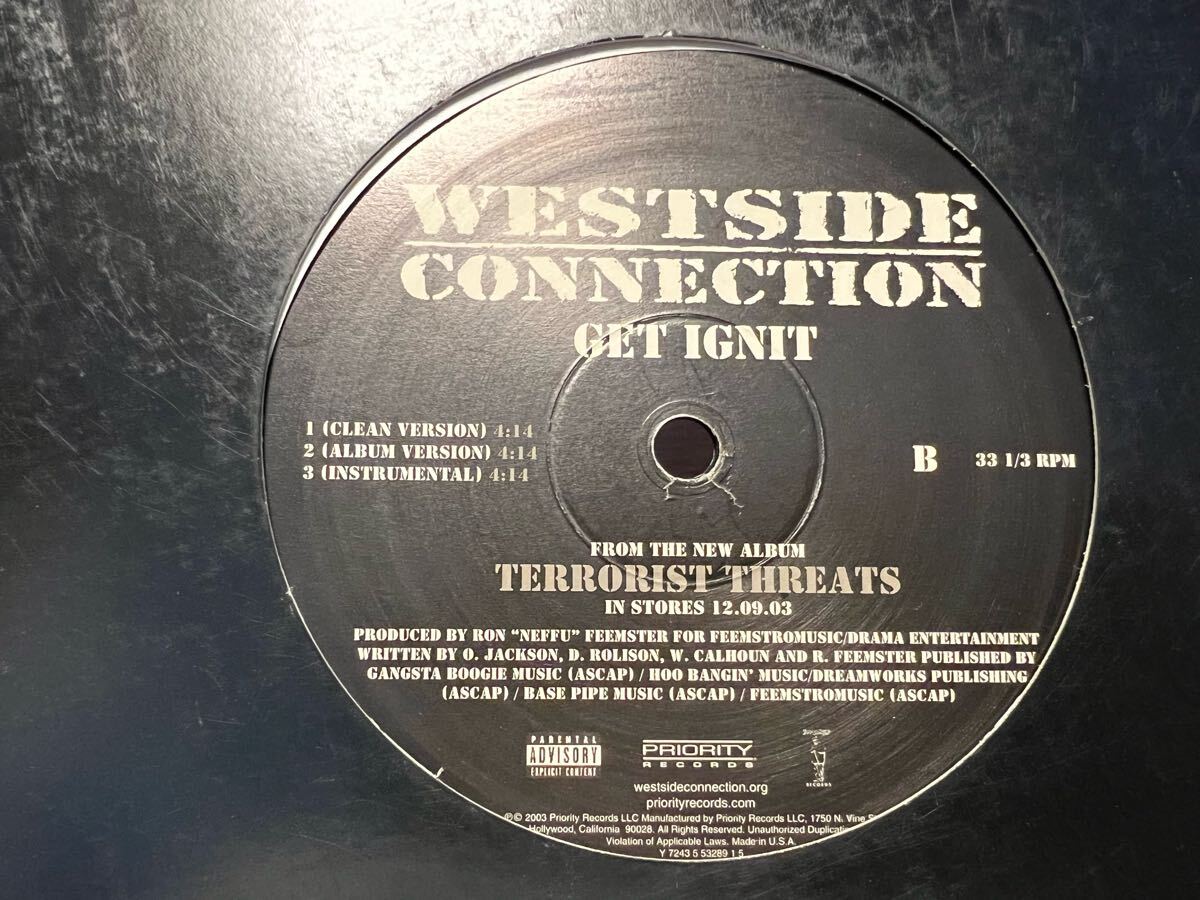 WESTSIDE
CONNECTION
GET IGNIT
1 (CLEAN VERSION) 4:14
2 (ALBUM VERSION) 4:14
3 (INSTRUMENTAL) 4:14
B 33 1/3 RPM
FROM THE NEW ALBUM
TERRORIST THREATS
IN STORES 12.09.03
PRODUCED BY RON “NEFFU” FEEMSTER FOR FEEMSTROMUSIC/DRAMA ENTERTAINMENT
WRITTEN BY O. JACKSON, D. ROLISON, W. CALHOUN AND R. FEEMSTER PUBLISHED BY
GANGSTA BOOGIE MUSIC (ASCAP) / HOO BANGIN’ MUSIC/DREAMWORKS PUBLISHING
(ASCAP) / BASE PIPE MUSIC (ASCAP) / FEEMSTROMUSIC (ASCAP)
PARENTAL
ADVISORY
EXPLICIT CONTENT
PRIORITY
RECORDS
RECORDS
westsideconnection.org
priorityrecords.com
℗© 2003 Priority Records LLC Manufactured by Priority Records LLC, 1750 N. Vine
Hollywood, California 90028. All Rights Reserved. Unauthorized
Violation of Applicable Laws. Made in U.S.A.
Y 7243 5 53289 1 5